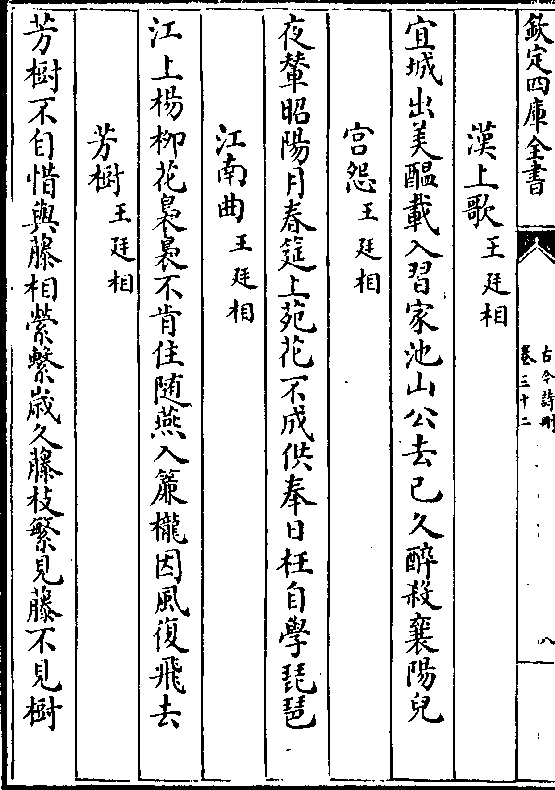 欽定四庫全書
古今詩刪
卷三十二
八
漢上歌 王廷相
宜城出美醞載入習家池山公去已久醉殺襄陽兒
宮怨 王廷相
夜輦昭陽月春筵上苑花不成供奉日枉自學琵琶
江南曲 王廷相
江上楊柳花裊裊不肯住随燕入簾櫳因風復飛去
芳樹 王廷相
芳樹不自惜與藤相縈繫歲久藤枝繁見藤不見樹